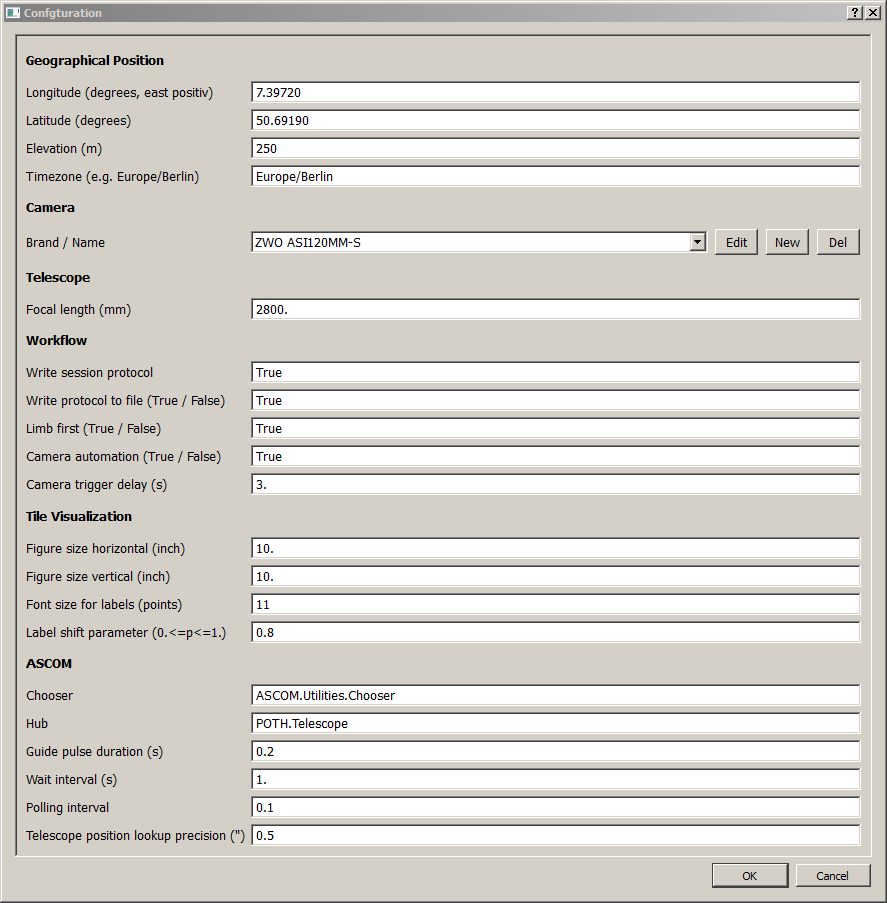 Confgturation
Geographical Position
Longitude (degrees, east positiv) 7.39720
Latitude (degrees) 50.69190
Elevation (m) 250
Timezone (e.g. Europe/Berlin) Europe/Berlin
Camera
Brand / Name ZWO ASI120MM-S Edit New Del
Telescope
Focal length (mm) 2800.
Workflow
Write session protocol True
Write protocol to file (True / False) True
Limb first (True / False) True
Camera automation (True / False) True
Camera trigger delay (s) 3.
Tile Visualization
Figure size horizontal (inch) 10.
Figure size vertical (inch) 10.
Font size for labels (points) 11
Label shift parameter (0.<=p<=1.) 0.8
ASCOM
Chooser ASCOM.Utilities.Chooser
Hub POTH.Telescope
Guide pulse duration (s) 0.2
Wait interval (s) 1.
Polling interval 0.1
Telescope position lookup precision (") 0.5
OK Cancel